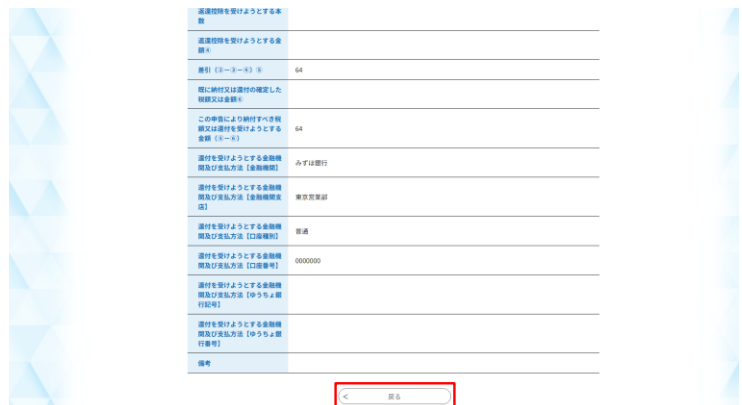 返還控除を受けようとする本
数
返還控除を受けようとする金
額④
差引（②－③－④）⑤
64
既に納付又は還付の確定した
税額又は金額⑥
この申告により納付すべき税
額又は還付を受けようとする
金額（⑤－⑥）
64
還付を受けようとする金融機
関及び支払方法【金融機関】
みずほ銀行
還付を受けようとする金融機
関及び支払方法【金融機関支
店】
東京営業部
還付を受けようとする金融機
関及び支払方法【口座種別】
普通
還付を受けようとする金融機
関及び支払方法【口座番号】
0000000
還付を受けようとする金融機
関及び支払方法【ゆうちょ銀
行記号】
還付を受けようとする金融機
関及び支払方法【ゆうちょ銀
行番号】
備考
< 戻る